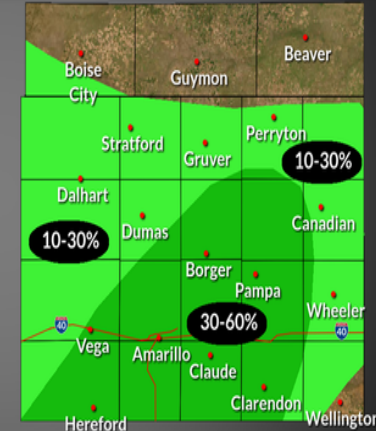 Beaver
Boise
City
Guymon
Stratford
Perryton
Gruver
10-30%
Dalhart
Canadian
Dumas
10-30%
Borger
Pampa
Wheeler
30-60%
40
40
Vega
Amarillo
Claude
Clarendon
Wellington
Hereford